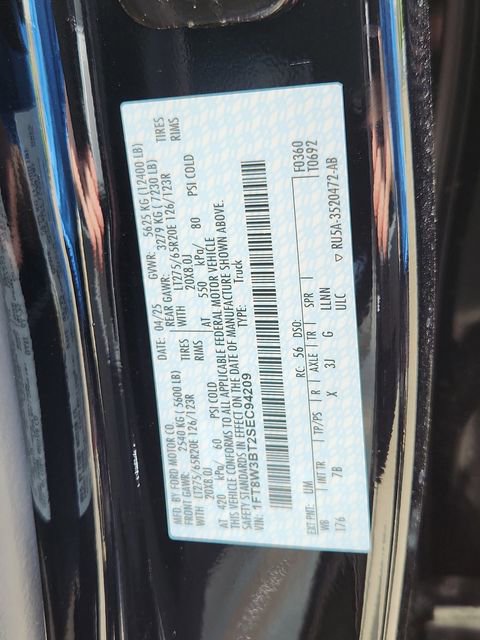 MFD. BY FORD MOTOR CO.
DATE: 04/25 GVWR: 5625 KG (12400 LB)
FRONT GAWR: 2540 KG ( 5600 LB) REAR GAWR: 3279 KG ( 7230 LB)
WITH LT275/65R20E 126/123R TIRES WITH LT275/65R20E 126/123R TIRES
20X8.0J RIMS 20X8.0J RIMS
AT 420 kPa/ 60 PSI COLD AT 550 kPa/ 80 PSI COLD
THIS VEHICLE CONFORMS TO ALL APPLICABLE FEDERAL MOTOR VEHICLE
SAFETY STANDARDS IN EFFECT ON THE DATE OF MANUFACTURE SHOWN ABOVE.
VIN: 1FT8W3BT2SEC94209 TYPE: Truck
F0360
T0692
EXT PNT: UM RC: 56 DSO:
WB INT TR TP/PS R AXLE TR SPR
176 7B X 3J G LLNN
ULC
▽ RU5A-3520472-AB